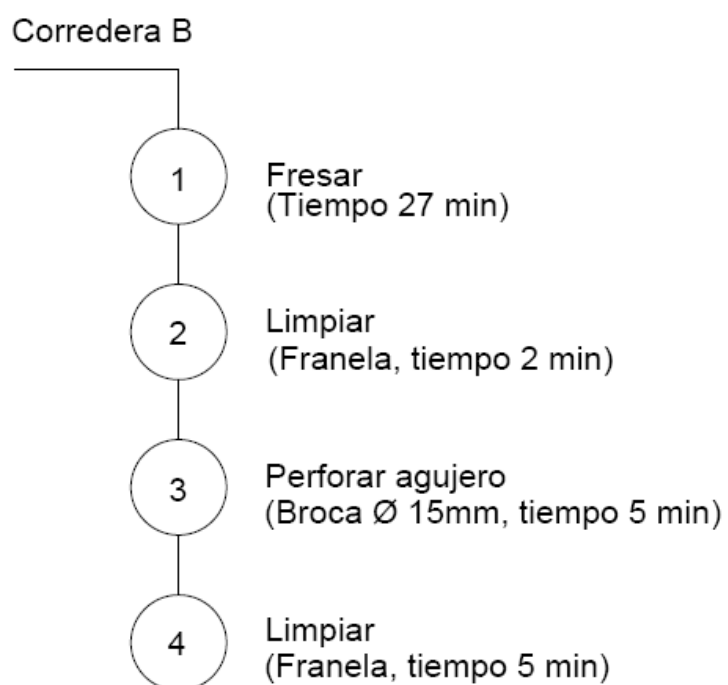 Corredera B
1
Fresar
(Tiempo 27 min)
2
Limpiar
(Franela, tiempo 2 min)
3
Perforar agujero
(Broca Ø 15mm, tiempo 5 min)
4
Limpiar
(Franela, tiempo 5 min)